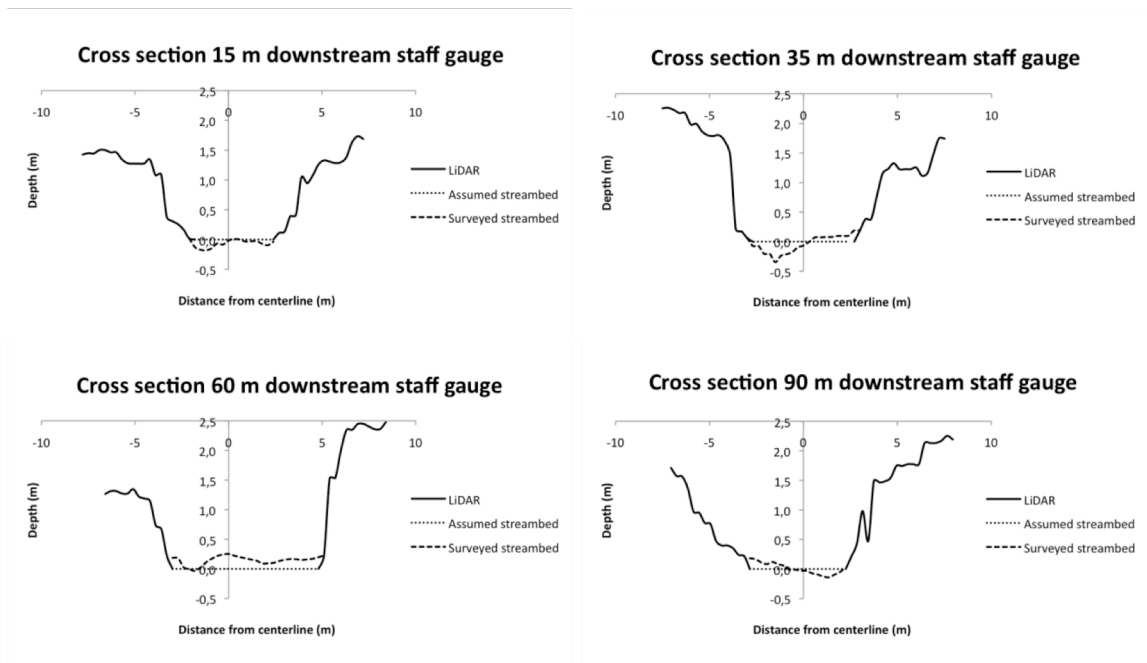 Cross section 15 m downstream staff gauge
2,5
-10
-5
0
5
10
2,0
1,5
1,0
0,5
0,0
-0,5
Depth (m)
LiDAR
Assumed streambed
Surveyed streambed
Distance from centerline (m)
Cross section 35 m downstream staff gauge
2,5
-10
-5
0
5
10
2,0
1,5
1,0
0,5
0,0
-0,5
Depth (m)
LiDAR
Assumed streambed
Surveyed streambed
Distance from centerline (m)
Cross section 60 m downstream staff gauge
2,5
-10
-5
0
5
10
2,0
1,5
1,0
0,5
0,0
-0,5
Depth (m)
LiDAR
Assumed streambed
Surveyed streambed
Distance from centerline (m)
Cross section 90 m downstream staff gauge
2,5
-10
-5
0
5
10
2,0
1,5
1,0
0,5
0,0
-0,5
Depth (m)
LiDAR
Assumed streambed
Surveyed streambed
Distance from centerline (m)